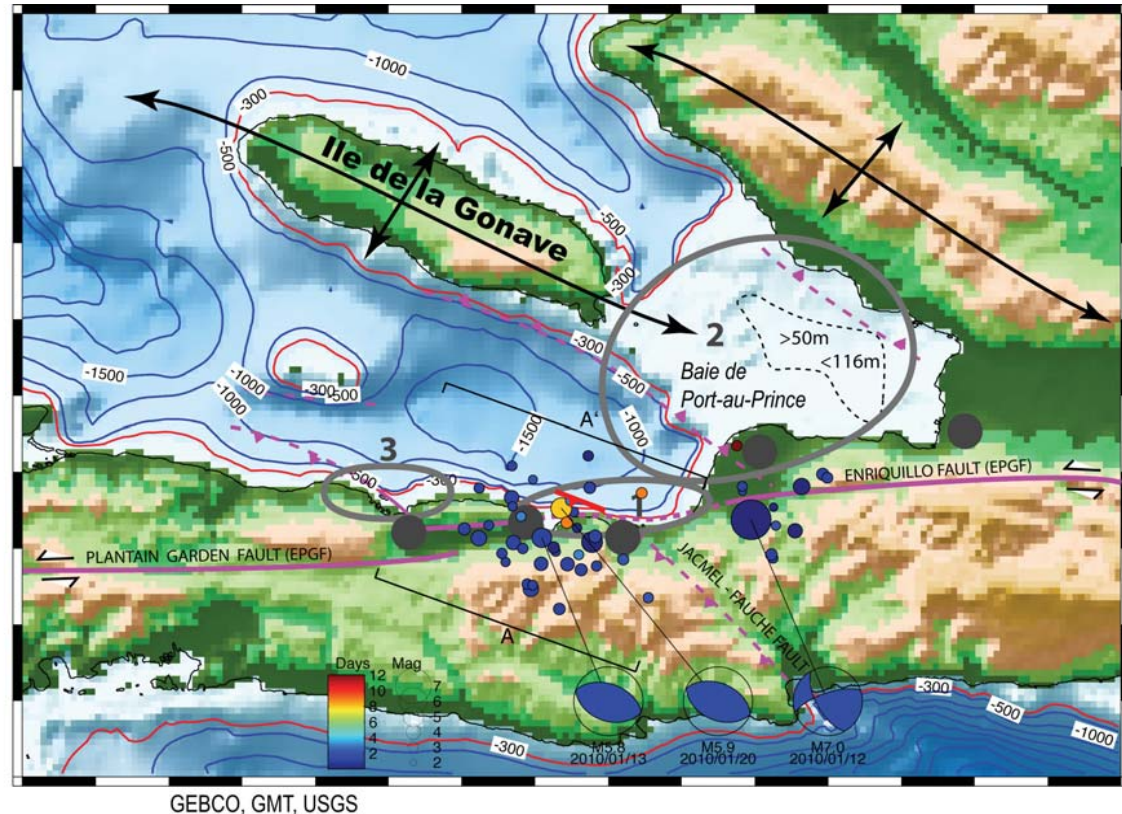 -1000
-300
-500
Ile de la Gonave
-500
-300
2
>50m
<116m
Baie de
Port-au-Prince
-300
-500
-1000
-1500
-1000
-300
-500
-1000
A'
-1500
3
-300
-300
1
ENRIQUILLO FAULT (EPGF)
PLANTAIN GARDEN FAULT (EPGF)
JACMEL - FAUCHE FAULT
A
Days
Mag
12
10
8
6
4
2
7
6
5
4
3
2
-300
M5.8
2010/01/13
M5.9
2010/01/20
M7.0
2010/01/12
-300
-500
-1000
GEBCO, GMT, USGS